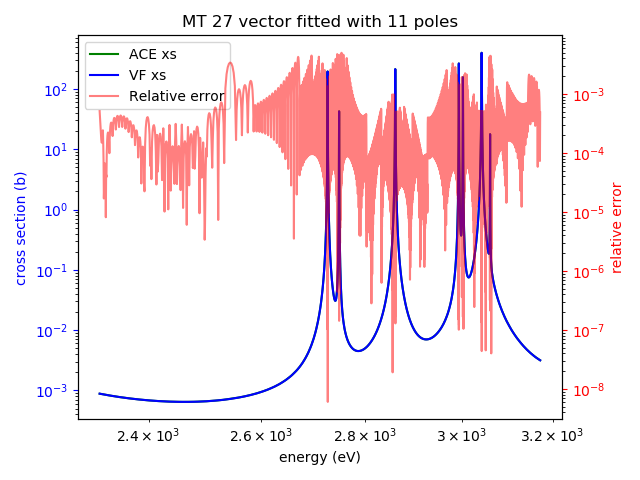 MT 27 vector fitted with 11 poles
ACE xs
VF xs
Relative error
10²
10¹
10⁰
10⁻¹
10⁻²
10⁻³
cross section (b)
10⁻³
10⁻⁴
10⁻⁵
10⁻⁶
10⁻⁷
10⁻⁸
relative error
2.4 × 10³ 2.6 × 10³ 2.8 × 10³ 3 × 10³ 3.2 × 10³
energy (eV)